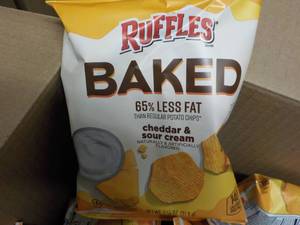 RUFFLES
BAKED
65% LESS FAT
THAN REGULAR POTATO CHIPS*
cheddar &
sour cream
NATURALLY & ARTIFICIALLY
FLAVORED